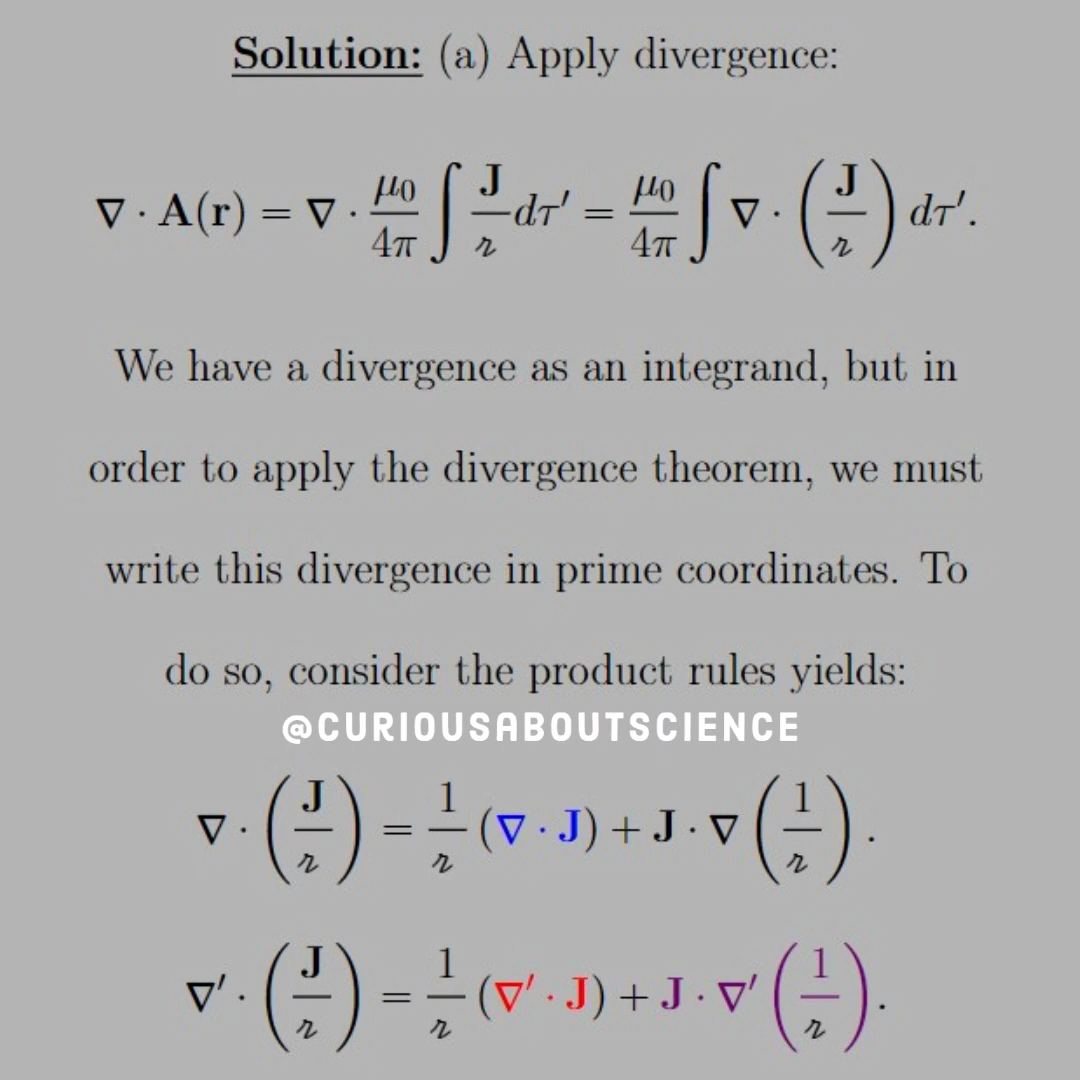 Solution: (a) Apply divergence:
∇ · A(r) = ∇ · μ₀/4π ∫ J/𝓇 dτ′ = μ₀/4π ∫ ∇ · (J/𝓇) dτ′.
We have a divergence as an integrand, but in
order to apply the divergence theorem, we must
write this divergence in prime coordinates. To
do so, consider the product rules yields:
@CURIOUSABOUTSCIENCE
∇ · (J/𝓇) = 1/𝓇 (∇ · J) + J · ∇ (1/𝓇).
∇′ · (J/𝓇) = 1/𝓇 (∇′ · J) + J · ∇′ (1/𝓇).